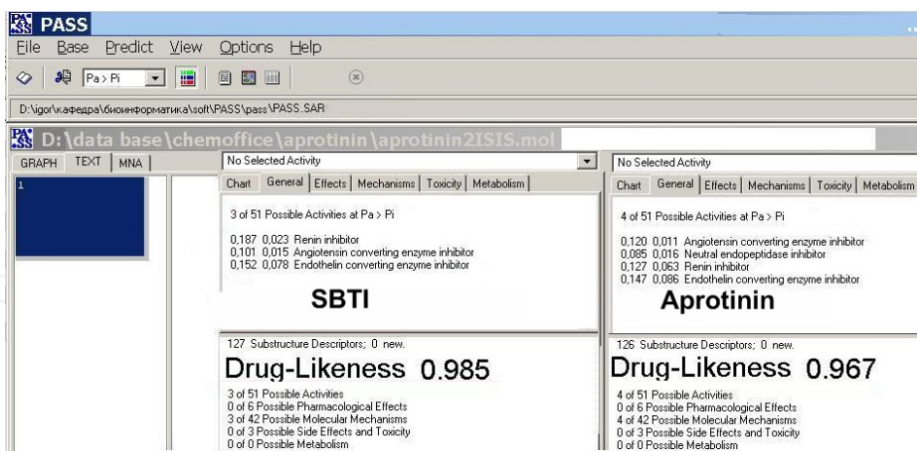 PASS
File Base Predict View Options Help
Pa > Pi
D:\igor\кафедра\биоинформатика\soft\PASS\pass\PASS.SAR
D:\data base\chemoffice\aprotinin\aprotinin2ISIS.mol
GRAPH TEXT MNA
1
No Selected Activity
Chart General Effects Mechanisms Toxicity Metabolism
3 of 51 Possible Activities at Pa > Pi
0,187 0,023 Renin inhibitor
0,101 0,015 Angiotensin converting enzyme inhibitor
0,152 0,078 Endothelin converting enzyme inhibitor
SBTI
127 Substructure Descriptors; 0 new.
Drug-Likeness 0.985
3 of 51 Possible Activities
0 of 6 Possible Pharmacological Effects
3 of 42 Possible Molecular Mechanisms
0 of 3 Possible Side Effects and Toxicity
0 of 0 Possible Metabolism
No Selected Activity
Chart General Effects Mechanisms Toxicity Metabolism
4 of 51 Possible Activities at Pa > Pi
0,120 0,011 Angiotensin converting enzyme inhibitor
0,085 0,016 Neutral endopeptidase inhibitor
0,127 0,063 Renin inhibitor
0,147 0,086 Endothelin converting enzyme inhibitor
Aprotinin
126 Substructure Descriptors; 0 new.
Drug-Likeness 0.967
4 of 51 Possible Activities
0 of 6 Possible Pharmacological Effects
4 of 42 Possible Molecular Mechanisms
0 of 3 Possible Side Effects and Toxicity
0 of 0 Possible Metabolism